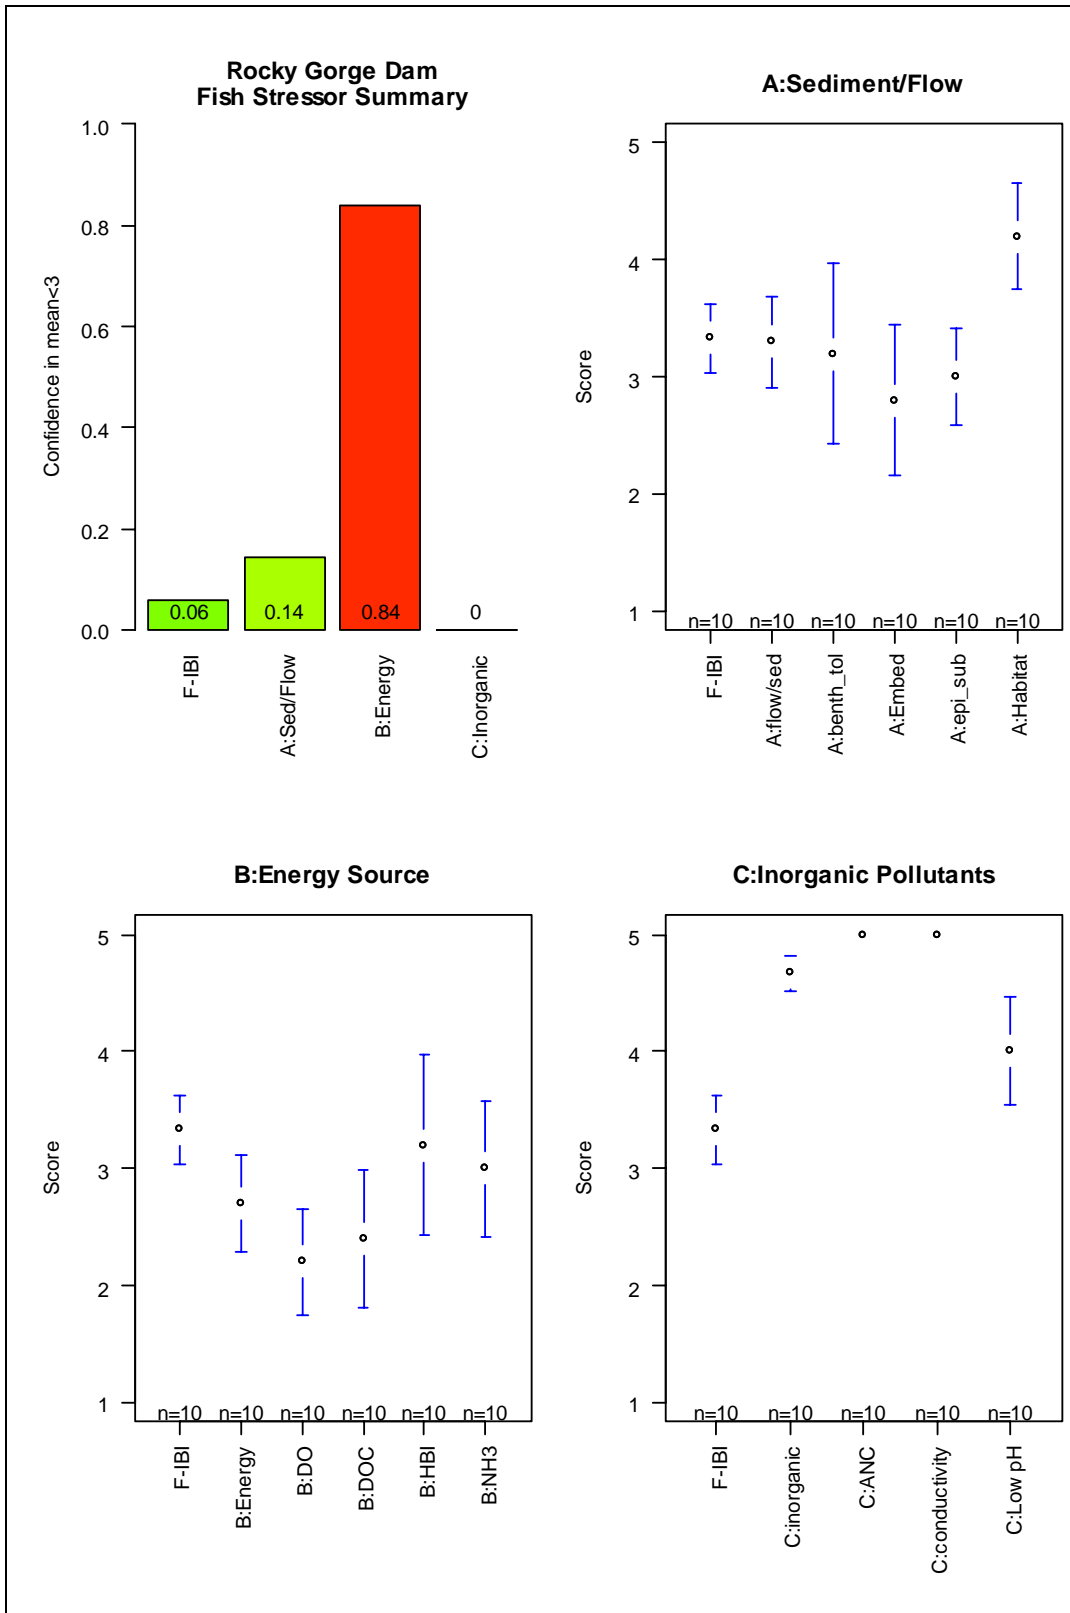 Rocky Gorge Dam
Fish Stressor Summary
Confidence in mean<3
1.0
0.8
0.6
0.4
0.2
0.0
0.06
0.14
0.84
0
F-IBI
A:Sed/Flow
B:Energy
C:Inorganic
A:Sediment/Flow
Score
5
4
3
2
1
n=10 n=10 n=10 n=10 n=10 n=10
F-IBI
A:flow/sed
A:benth_tol
A:Embed
A:epi_sub
A:Habitat
B:Energy Source
Score
5
4
3
2
1
n=10 n=10 n=10 n=10 n=10 n=10
F-IBI
B:Energy
B:DO
B:DOC
B:HBI
B:NH3
C:Inorganic Pollutants
Score
5
4
3
2
1
n=10 n=10 n=10 n=10 n=10
F-IBI
C:inorganic
C:ANC
C:conductivity
C:Low pH